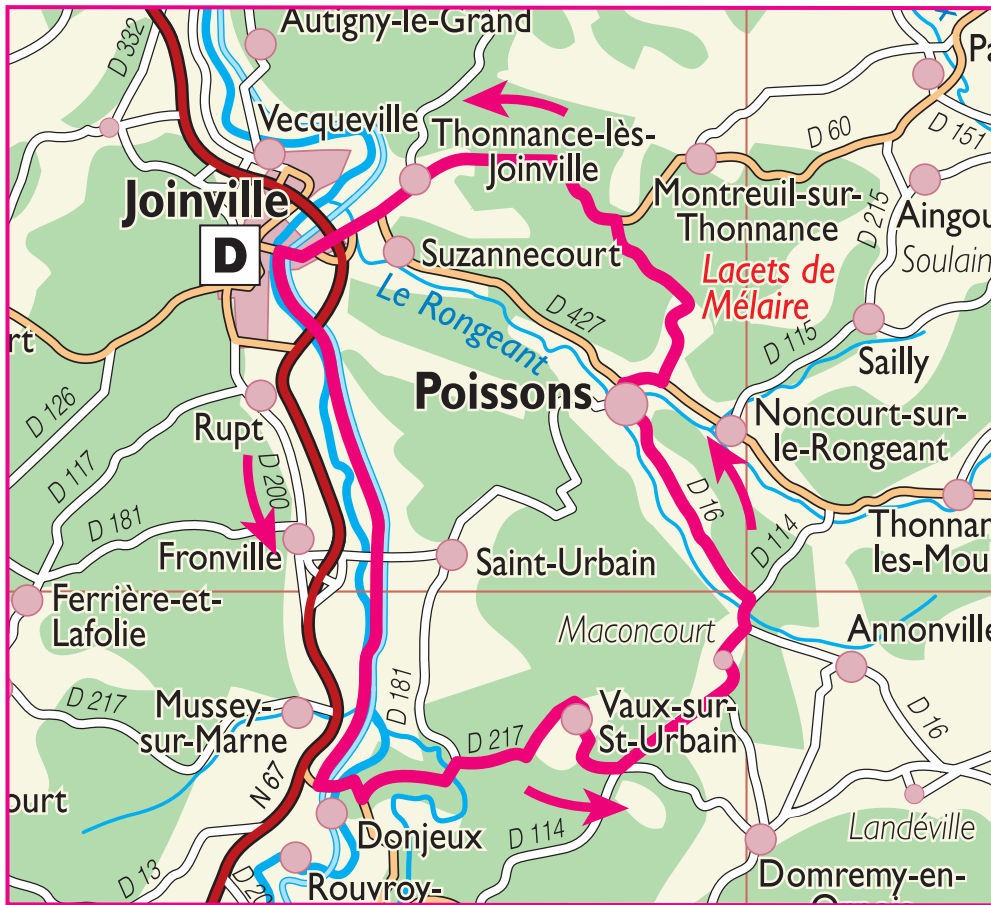 Autigny-le-Grand
D 332
Pa
Vecqueville
Thonnance-lès-
Joinville
D 60
D 151
Joinville
Montreuil-sur-
Thonnance
D 215
Aingou
Soulain
D
Suzannecourt
Lacets de
Mélaire
Le Rongeant
D 427
D 115
Sailly
rt
D 126
Poissons
Rupt
Noncourt-sur-
le-Rongeant
D 117
D 200
D 16
D 181
D 114
Thonnan
les-Mou
Fronville
Saint-Urbain
Ferrière-et-
Lafolie
Maconcourt
Annonville
D 217
D 181
Mussey-
sur-Marne
Vaux-sur-
St-Urbain
D 16
D 217
N 67
ourt
Donjeux
D 114
Landéville
D 13
Rouvroy-
Domremy-en-